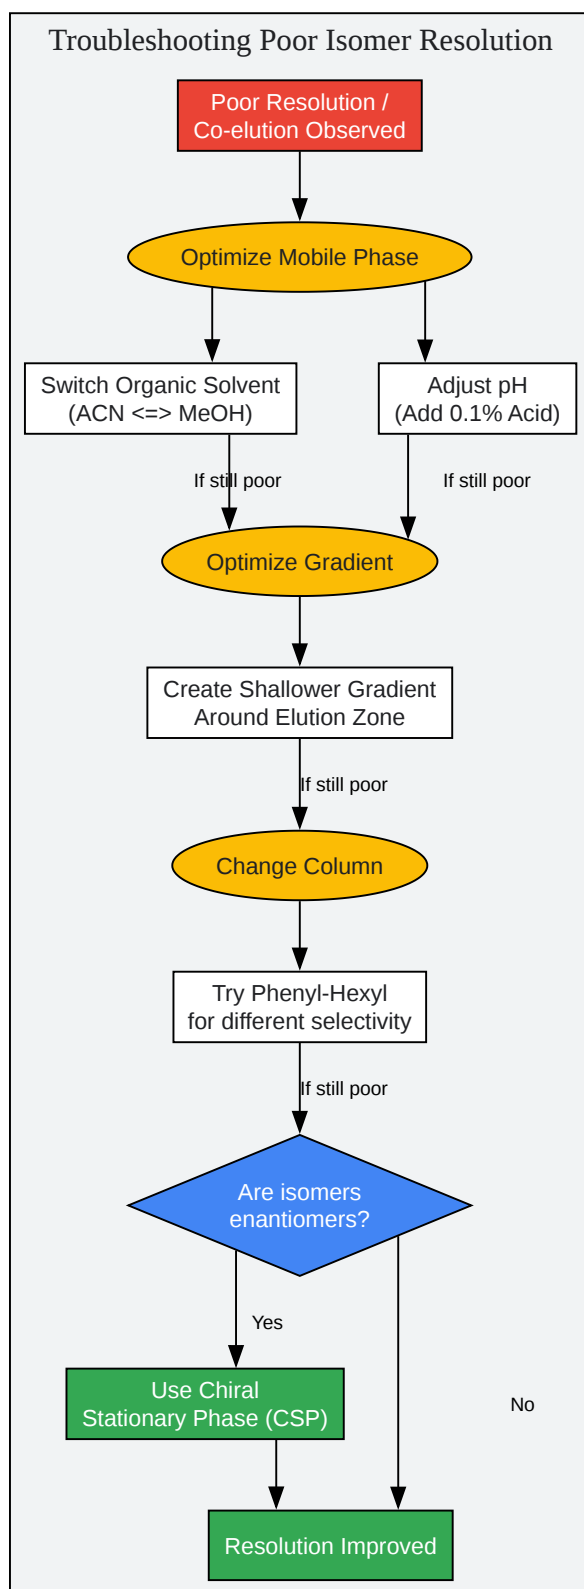 Troubleshooting Poor Isomer Resolution
Poor Resolution /
Co-elution Observed
Optimize Mobile Phase
Switch Organic Solvent
(ACN <=> MeOH)
Adjust pH
(Add 0.1% Acid)
If still poor
If still poor
Optimize Gradient
Create Shallower Gradient
Around Elution Zone
If still poor
Change Column
Try Phenyl-Hexyl
for different selectivity
If still poor
Are isomers
enantiomers?
Yes
Use Chiral
Stationary Phase (CSP)
No
Resolution Improved